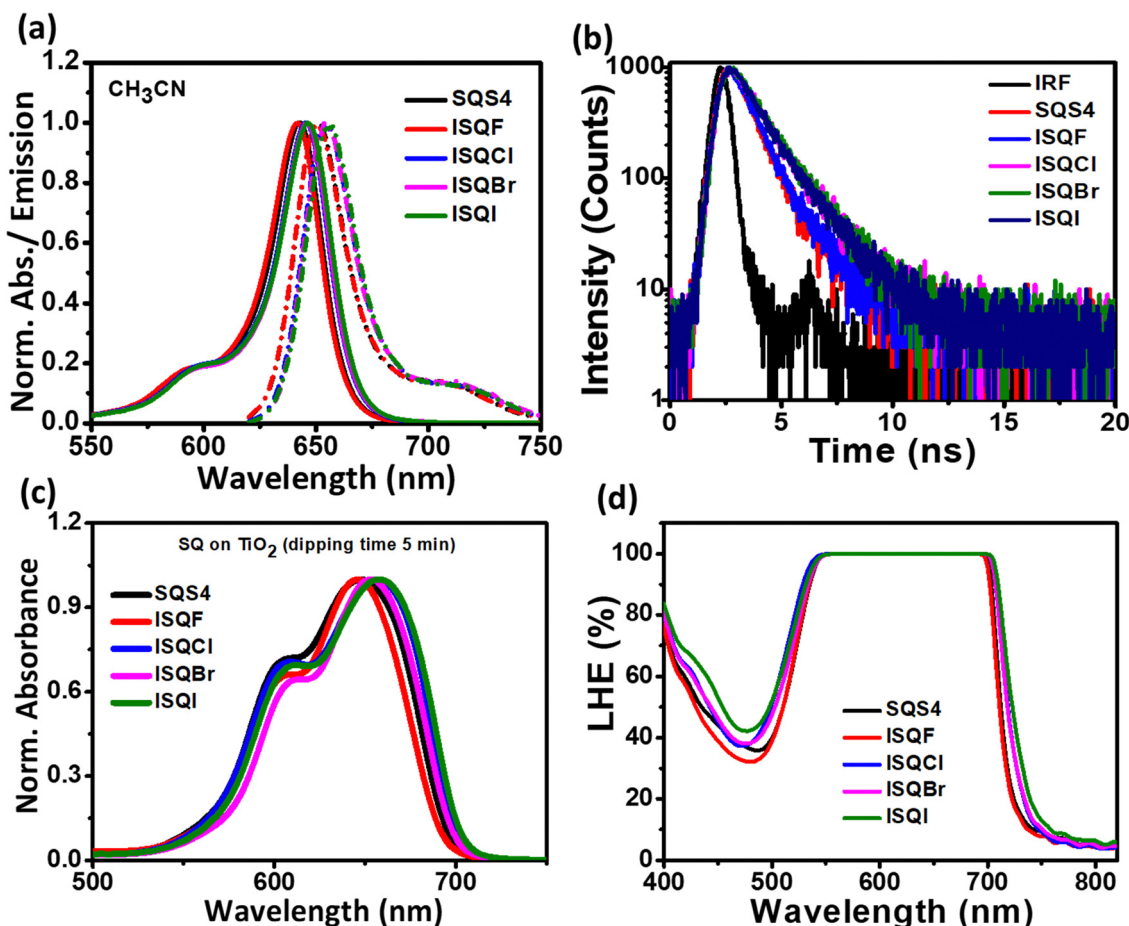 (a)
1.2
1.0
0.8
0.6
0.4
0.2
0.0
Norm. Abs./ Emission
CH₃CN
SQS4
ISQF
ISQCl
ISQBr
ISQI
550 600 650 700 750
Wavelength (nm)
(b)
1000
100
10
1
Intensity (Counts)
IRF
SQS4
ISQF
ISQCl
ISQBr
ISQI
0 5 10 15 20
Time (ns)
(c)
1.2
0.9
0.6
0.3
0.0
Norm. Absorbance
SQ on TiO₂ (dipping time 5 min)
SQS4
ISQF
ISQCl
ISQBr
ISQI
500 600 700
Wavelength (nm)
(d)
100
80
60
40
20
0
LHE (%)
SQS4
ISQF
ISQCl
ISQBr
ISQI
400 500 600 700 800
Wavelength (nm)